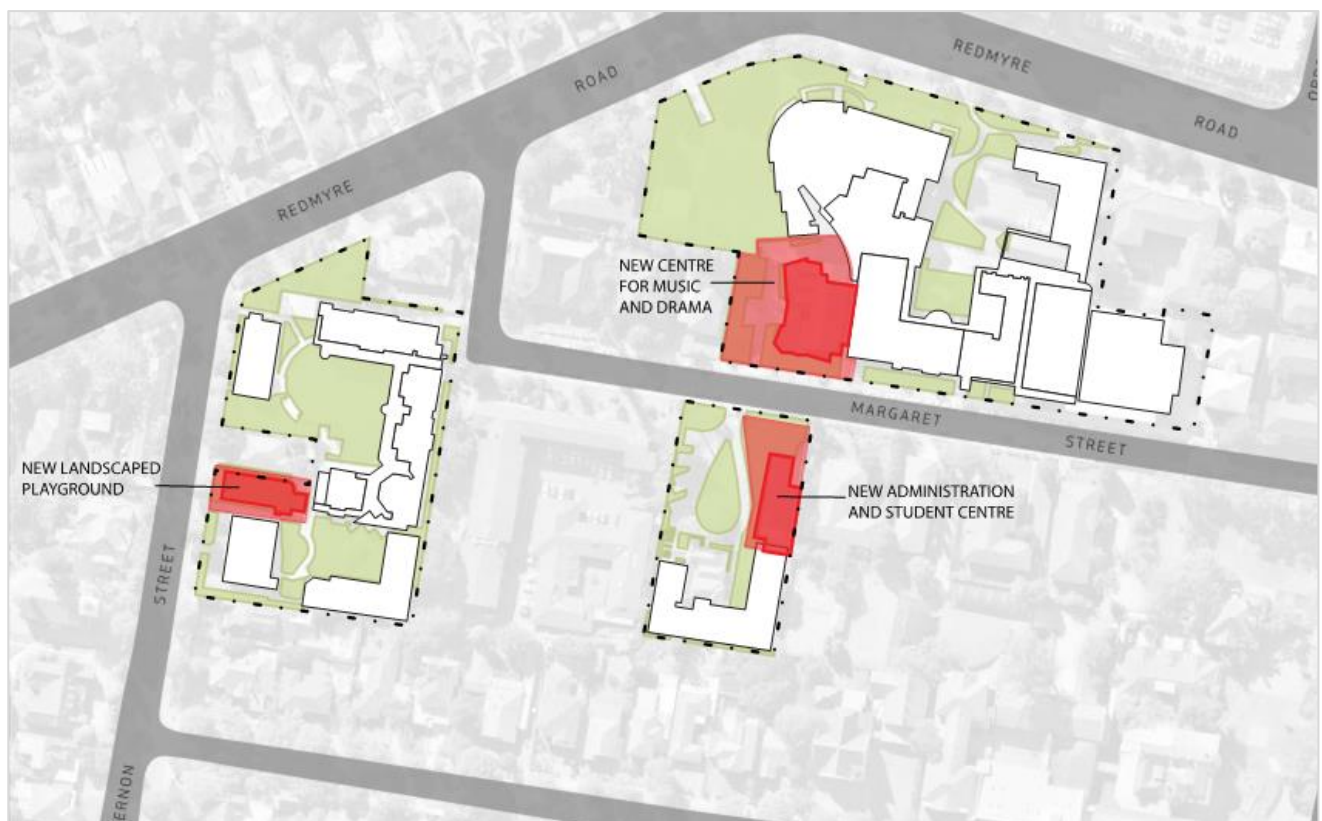 REDMYRE
ROAD
ROAD
REDMYRE
NEW CENTRE
FOR MUSIC
AND DRAMA
MARGARET
STREET
NEW LANDSCAPED
PLAYGROUND
NEW ADMINISTRATION
AND STUDENT CENTRE
STREET
ERNON